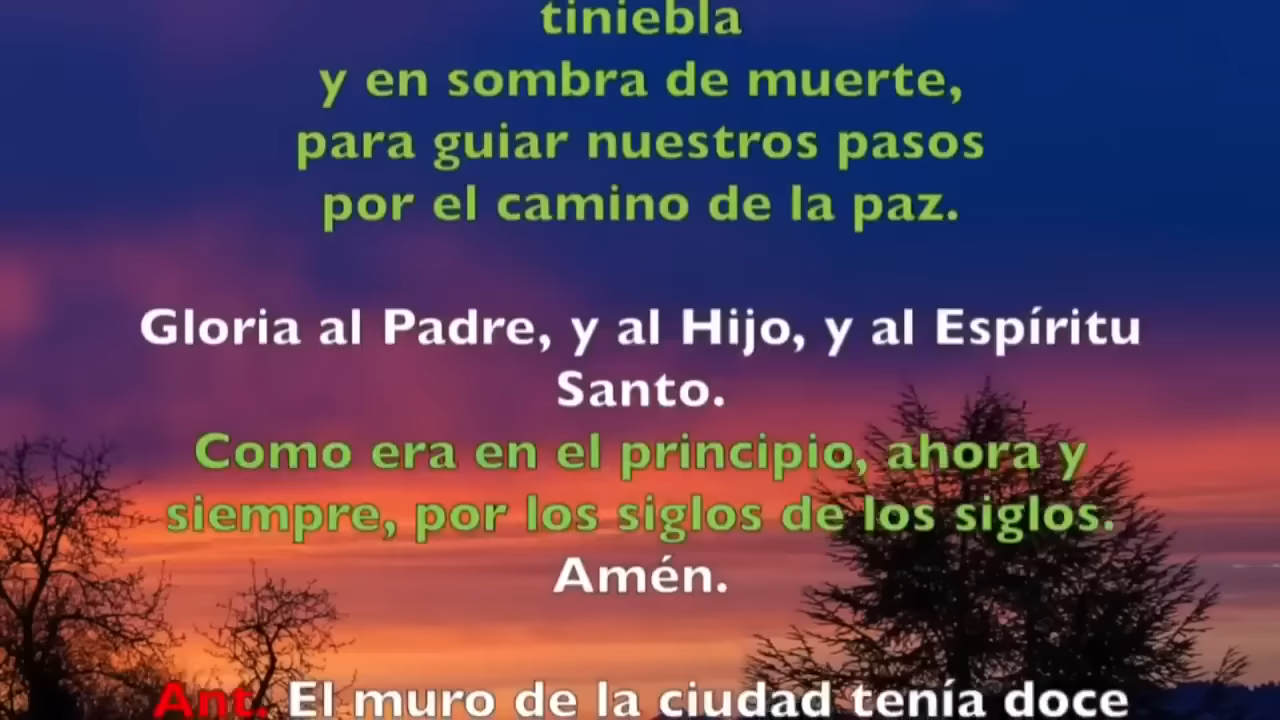 tiniebla
y en sombra de muerte,
para guiar nuestros pasos
por el camino de la paz.
Gloria al Padre, y al Hijo, y al Espíritu
Santo.
Como era en el principio, ahora y
siempre, por los siglos de los siglos.
Amén.
Ant. El muro de la ciudad tenía doce